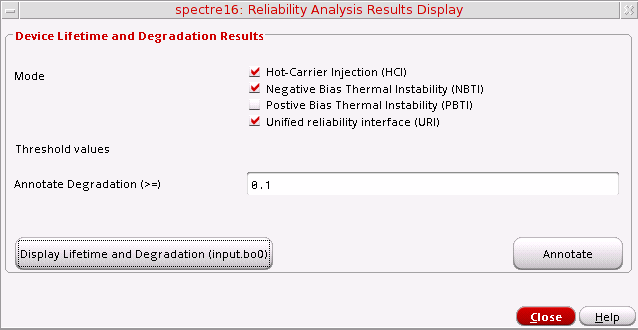 spectre16: Reliability Analysis Results Display
Device Lifetime and Degradation Results
Mode
Hot-Carrier Injection (HCI)
Negative Bias Thermal Instability (NBTI)
Postive Bias Thermal Instability (PBTI)
Unified reliability interface (URI)
Threshold values
Annotate Degradation (>=)
0.1
Display Lifetime and Degradation (input.bo0)
Annotate
Close
Help